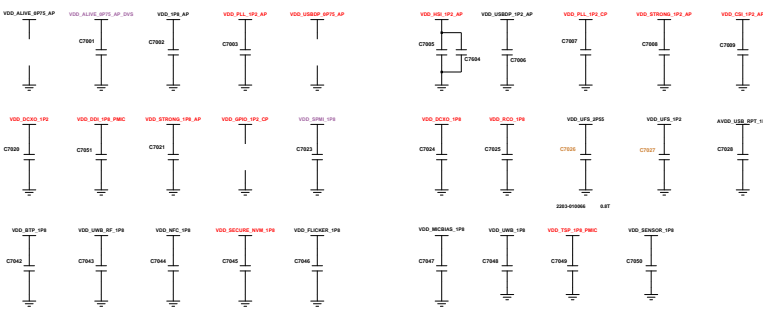 VDD_ALIVE_0P75_AP VDD_ALIVE_0P75_AP_DVS VDD_1P8_AP VDD_PLL_1P2_AP VDD_USBDP_0P75_AP VDD_HSI_1P2_AP VDD_USBDP_1P2_AP VDD_PLL_1P2_CP VDD_STRONG_1P2_AP VDD_CSI_1P2_AP
C7001 C7002 C7003 C7005 C7604 C7006 C7007 C7008 C7009
VDD_DCXO_1P2 VDD_DDI_1P8_PMIC VDD_STRONG_1P8_AP VDD_GPIO_1P2_CP VDD_SPMI_1P8 VDD_DCXO_1P8 VDD_RCO_1P8 VDD_UFS_2P55 VDD_UFS_1P2 AVDD_USB_RPT_1
C7020 C7051 C7021 C7023 C7024 C7025 C7026 C7027 C7028
2203-010066 0.8T
VDD_BTP_1P8 VDD_UWB_RF_1P8 VDD_NFC_1P8 VDD_SECURE_NVM_1P8 VDD_FLICKER_1P8 VDD_MICBIAS_1P8 VDD_UWB_1P8 VDD_TSP_1P8_PMIC VDD_SENSOR_1P8
C7042 C7043 C7044 C7045 C7046 C7047 C7048 C7049 C7050